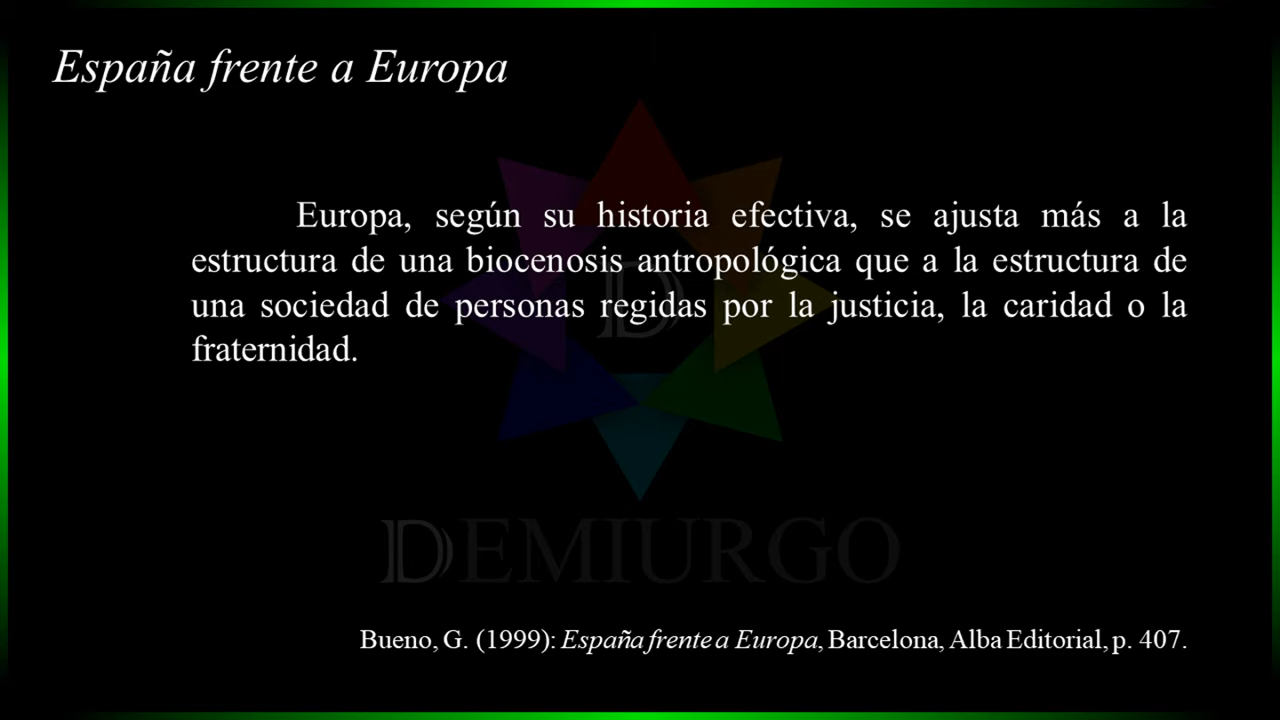 España frente a Europa
Europa, según su historia efectiva, se ajusta más a la
estructura de una biocenosis antropológica que a la estructura de
una sociedad de personas regidas por la justicia, la caridad o la
fraternidad.
D
DEMIURGO
Bueno, G. (1999): España frente a Europa, Barcelona, Alba Editorial, p. 407.